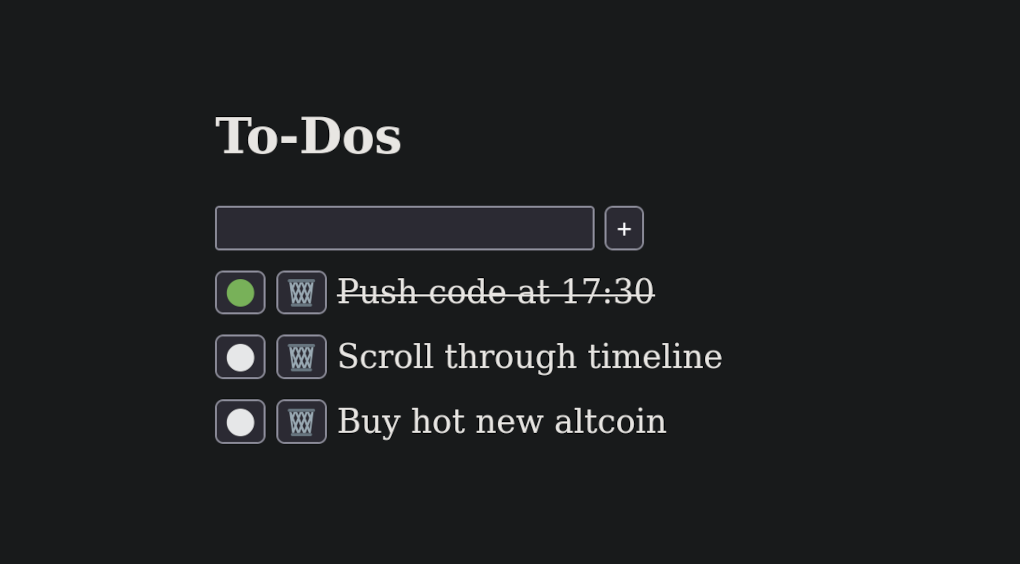 To-Dos
+
Push code at 17:30
Scroll through timeline
Buy hot new altcoin